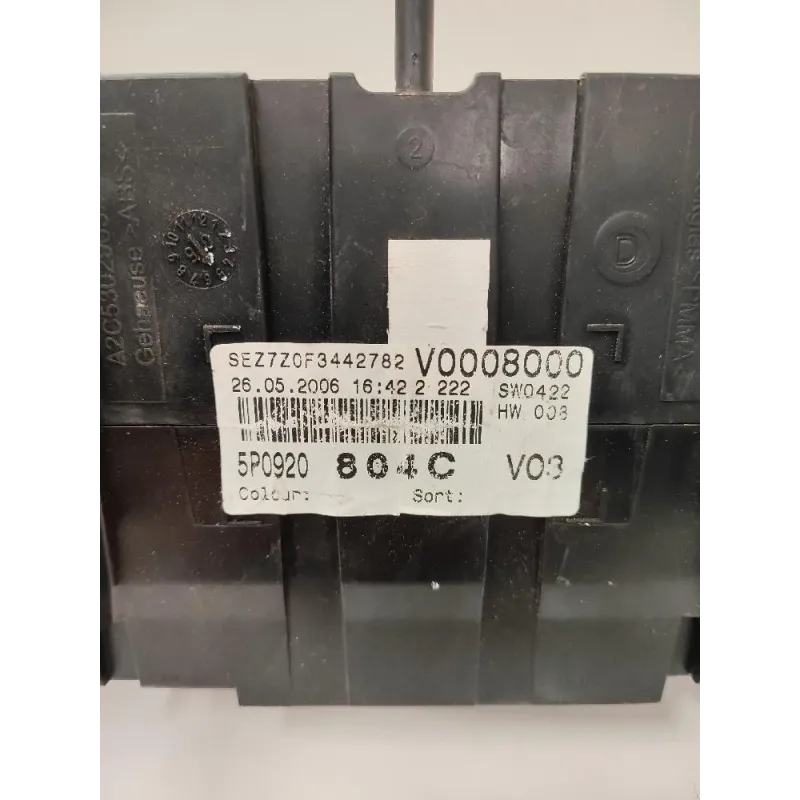 2
D
Gehaeuse >ABS<
SEZ7Z0F3442782 V0008000
26.05.2006 16:42 2 222 SW0422
HW 008
5P0920 804C V03
Colour: Sort: